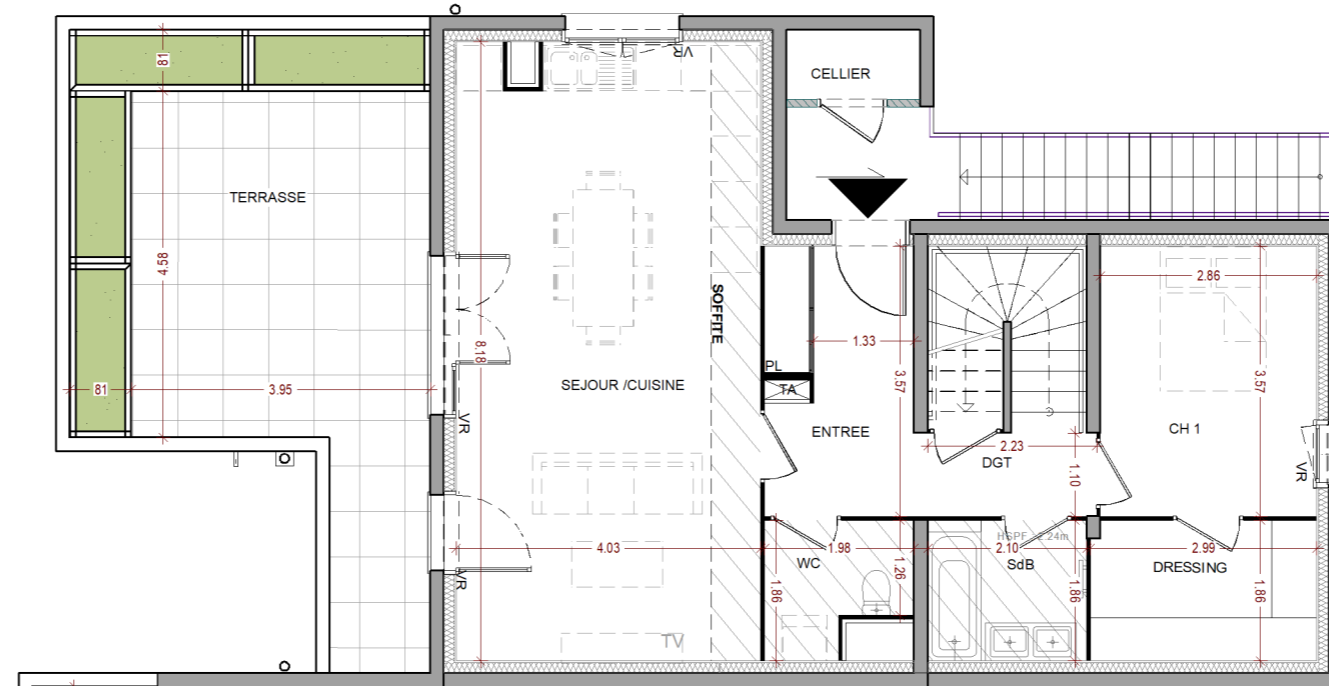 VR
CELLIER
81
TERRASSE
4.58
2.86
SOFFITE
8.18
1.33
3.57
3.57
PL
TA
SEJOUR /CUISINE
81
3.95
VR
ENTREE
CH 1
2.23
DGT
1.10
VR
HSPF 2.24m
4.03
1.98
2.10
2.99
WC
1.26
SdB
DRESSING
VR
1.86
1.86
1.86
TV